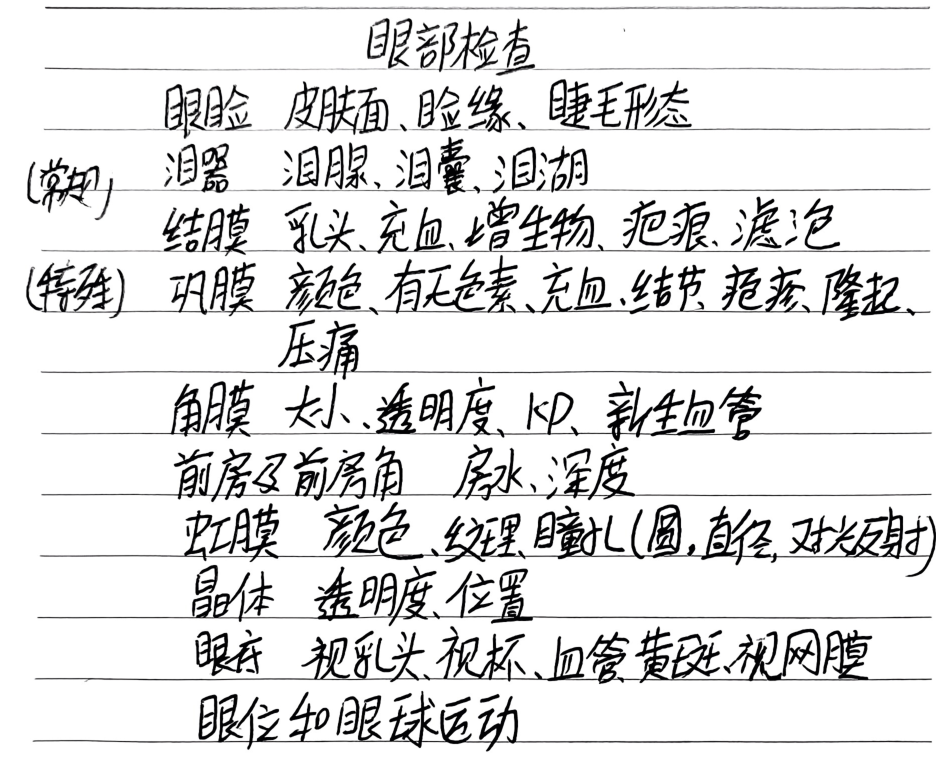 眼部检查
眼睑 皮肤面、睑缘、睫毛形态
(常规) 泪器 泪腺、泪囊、泪湖
结膜 乳头、充血、增生物、疤痕、滤泡
(特殊) 巩膜 颜色、有无色素、充血、结节、疱疹、隆起、
压痛
角膜 大小、透明度、KP、新生血管
前房及前房角 房水、深度
虹膜 颜色、纹理、瞳孔(圆,直径,对光反射)
晶体 透明度、位置
眼底 视乳头、视杯、血管、黄斑、视网膜
眼位和眼球运动